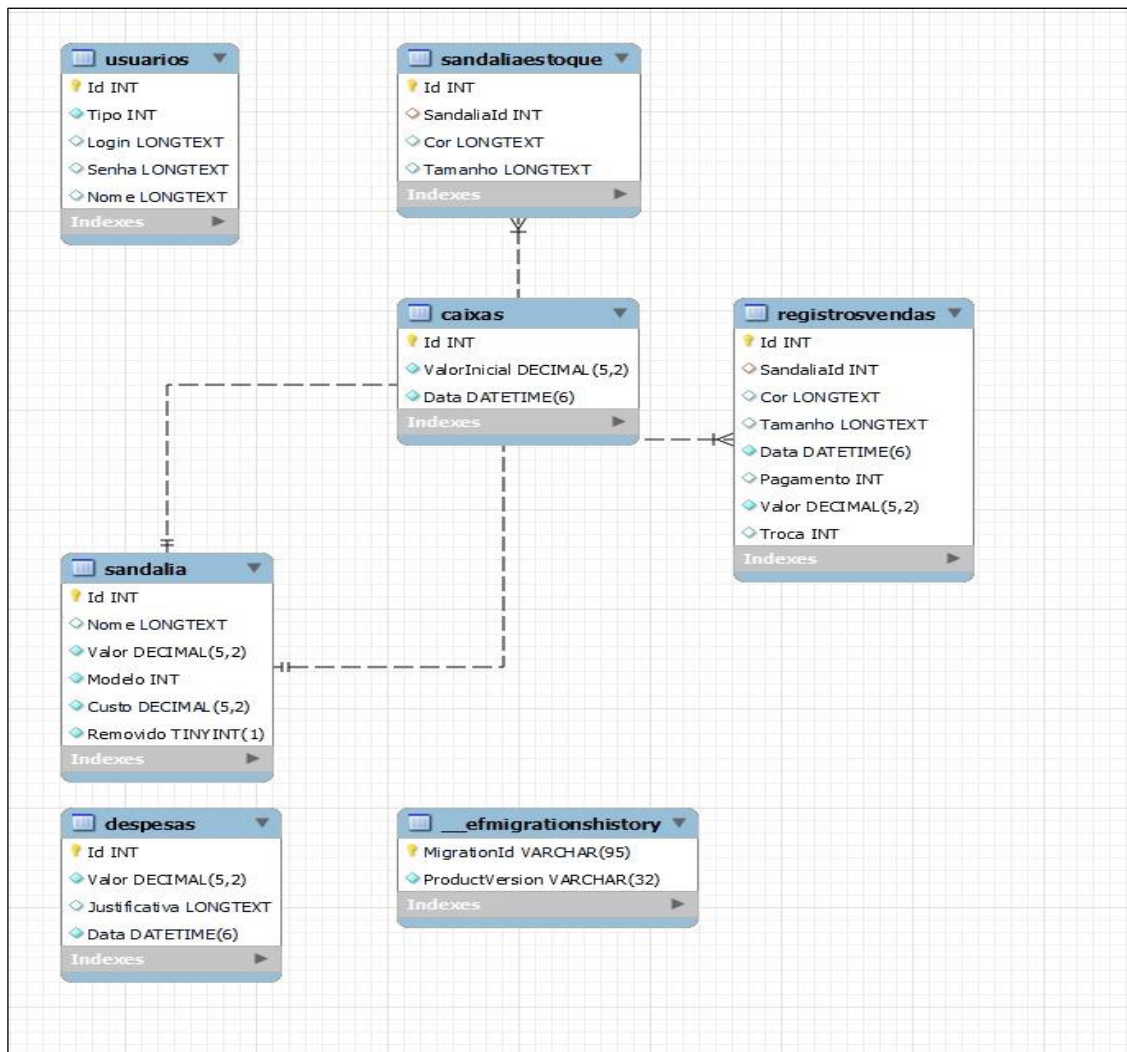 usuarios
Id INT
Tipo INT
Login LONGTEXT
Senha LONGTEXT
Nome LONGTEXT
Indexes
sandaliaestoque
Id INT
SandaliaId INT
Cor LONGTEXT
Tamanho LONGTEXT
Indexes
caixas
Id INT
ValorInicial DECIMAL(5,2)
Data DATETIME(6)
Indexes
registrosvendas
Id INT
SandaliaId INT
Cor LONGTEXT
Tamanho LONGTEXT
Data DATETIME(6)
Pagamento INT
Valor DECIMAL(5,2)
Troca INT
Indexes
sandalia
Id INT
Nome LONGTEXT
Valor DECIMAL(5,2)
Modelo INT
Custo DECIMAL(5,2)
Removido TINYINT(1)
Indexes
despesas
Id INT
Valor DECIMAL(5,2)
Justificativa LONGTEXT
Data DATETIME(6)
Indexes
__efmigrationshistory
MigrationId VARCHAR(95)
ProductVersion VARCHAR(32)
Indexes